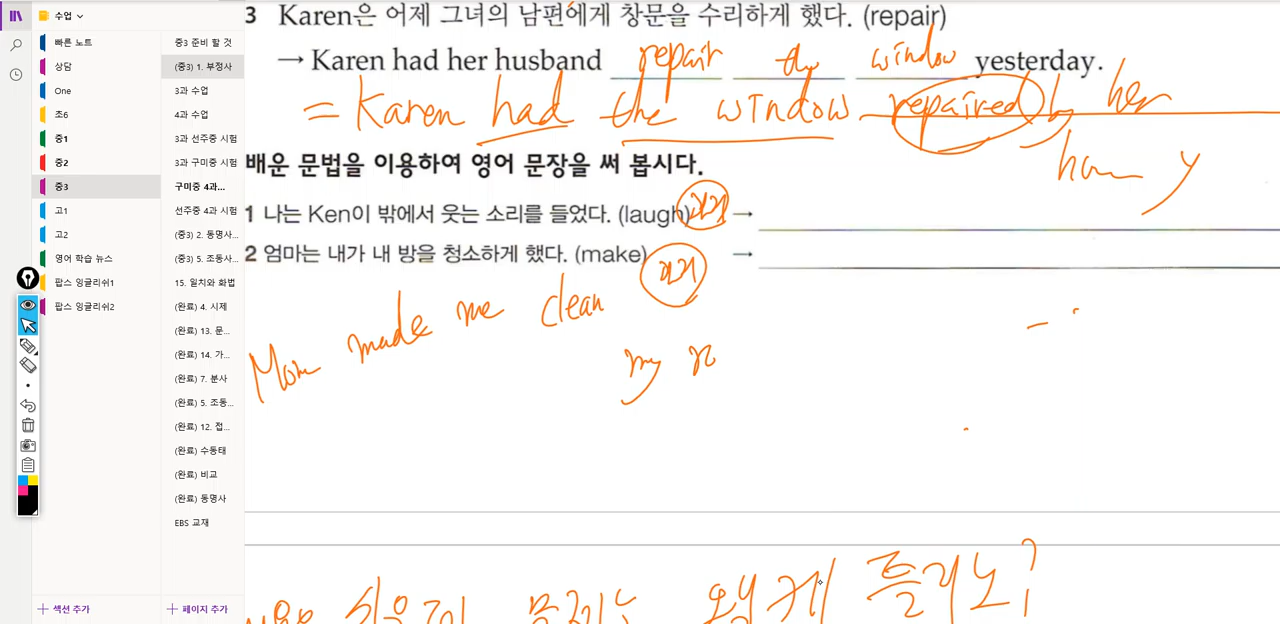 수업
빠른 노트
상담
One
초6
중1
중2
중3
고1
고2
영어 학습 뉴스
팝스 잉글리쉬1
팝스 잉글리쉬2
섹션 추가
중3 준비 할 것
(중3) 1. 부정사
3과 수업
4과 수업
3과 선주중 시험
3과 구미중 시험
구미중 4과...
선주중 4과 시험
(중3) 2. 동명사...
(중3) 5. 조동사...
15. 일치와 화법
(완료) 4. 시제
(완료) 13. 문...
(완료) 14. 가...
(완료) 7. 분사
(완료) 5. 조동...
(완료) 12. 접...
(완료) 수동태
(완료) 비교
(완료) 동명사
EBS 교재
페이지 추가
3 Karen은 어제 그녀의 남편에게 창문을 수리하게 했다. (repair)
→ Karen had her husband repair the window yesterday.
= Karen had the window repaired by her
배운 문법을 이용하여 영어 문장을 써 봅시다.
1 나는 Ken이 밖에서 웃는 소리를 들었다. (laugh) 과거 →
2 엄마는 내가 내 방을 청소하게 했다. (make) 과거 →
Mom made me clean
my
왜 틀리노?